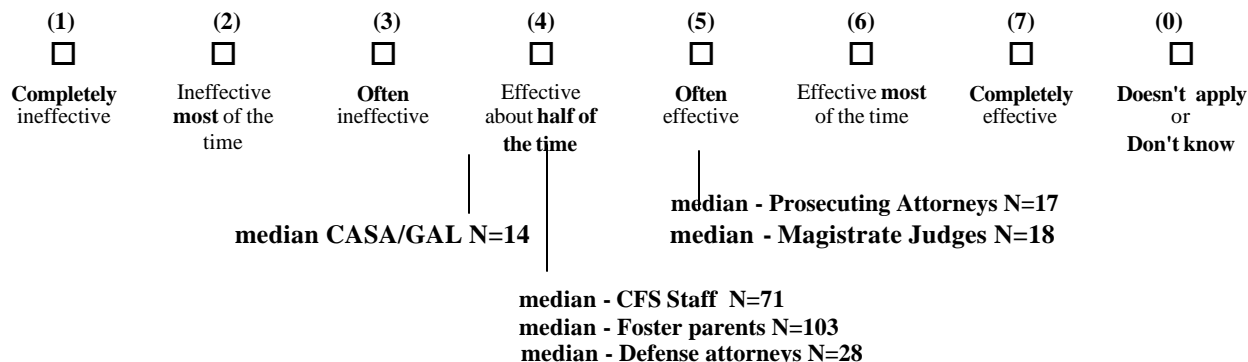 (1) (2) (3) (4) (5) (6) (7) (0)
Completely ineffective
Ineffective most of the time
Often ineffective
Effective about half of the time
Often effective
Effective most of the time
Completely effective
Doesn't apply or Don't know
median - Prosecuting Attorneys N=17
median CASA/GAL N=14
median - Magistrate Judges N=18
median - CFS Staff N=71
median - Foster parents N=103
median - Defense attorneys N=28